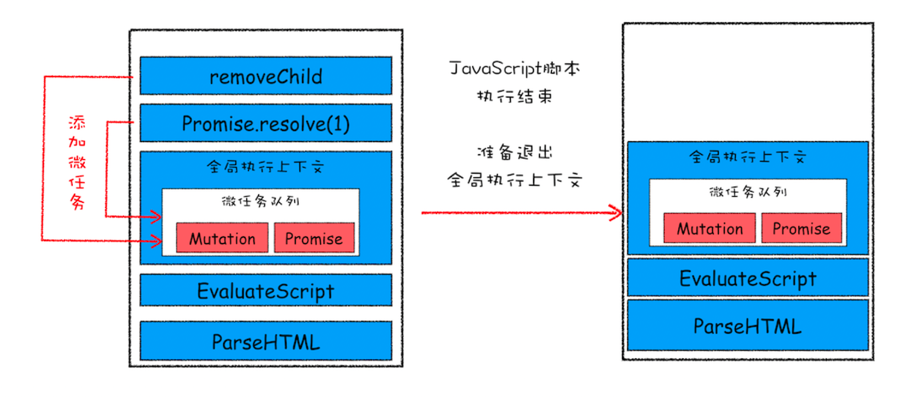 removeChild
Promise.resolve(1)
添加微任务
全局执行上下文
微任务队列
Mutation
Promise
EvaluateScript
ParseHTML
JavaScript脚本
执行结束
准备退出
全局执行上下文
全局执行上下文
微任务队列
Mutation
Promise
EvaluateScript
ParseHTML